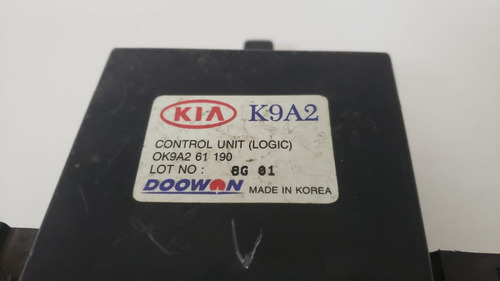 KIA K9A2
CONTROL UNIT (LOGIC)
OK9A2 61 190
LOT NO : 8G 01
DOOWON MADE IN KOREA